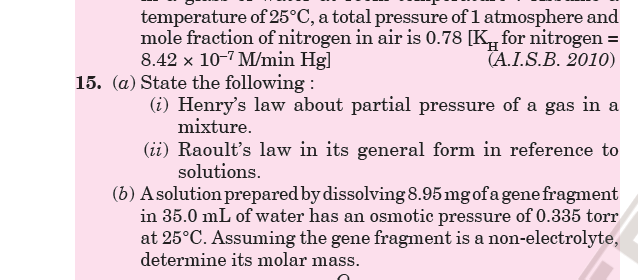 temperature of 25°C, a total pressure of 1 atmosphere and
mole fraction of nitrogen in air is 0.78 [K_H for nitrogen =
8.42 × 10⁻⁷ M/min Hg] (A.I.S.B. 2010)
15. (a) State the following :
(i) Henry's law about partial pressure of a gas in a
mixture.
(ii) Raoult's law in its general form in reference to
solutions.
(b) A solution prepared by dissolving 8.95 mg of a gene fragment
in 35.0 mL of water has an osmotic pressure of 0.335 torr
at 25°C. Assuming the gene fragment is a non-electrolyte,
determine its molar mass.